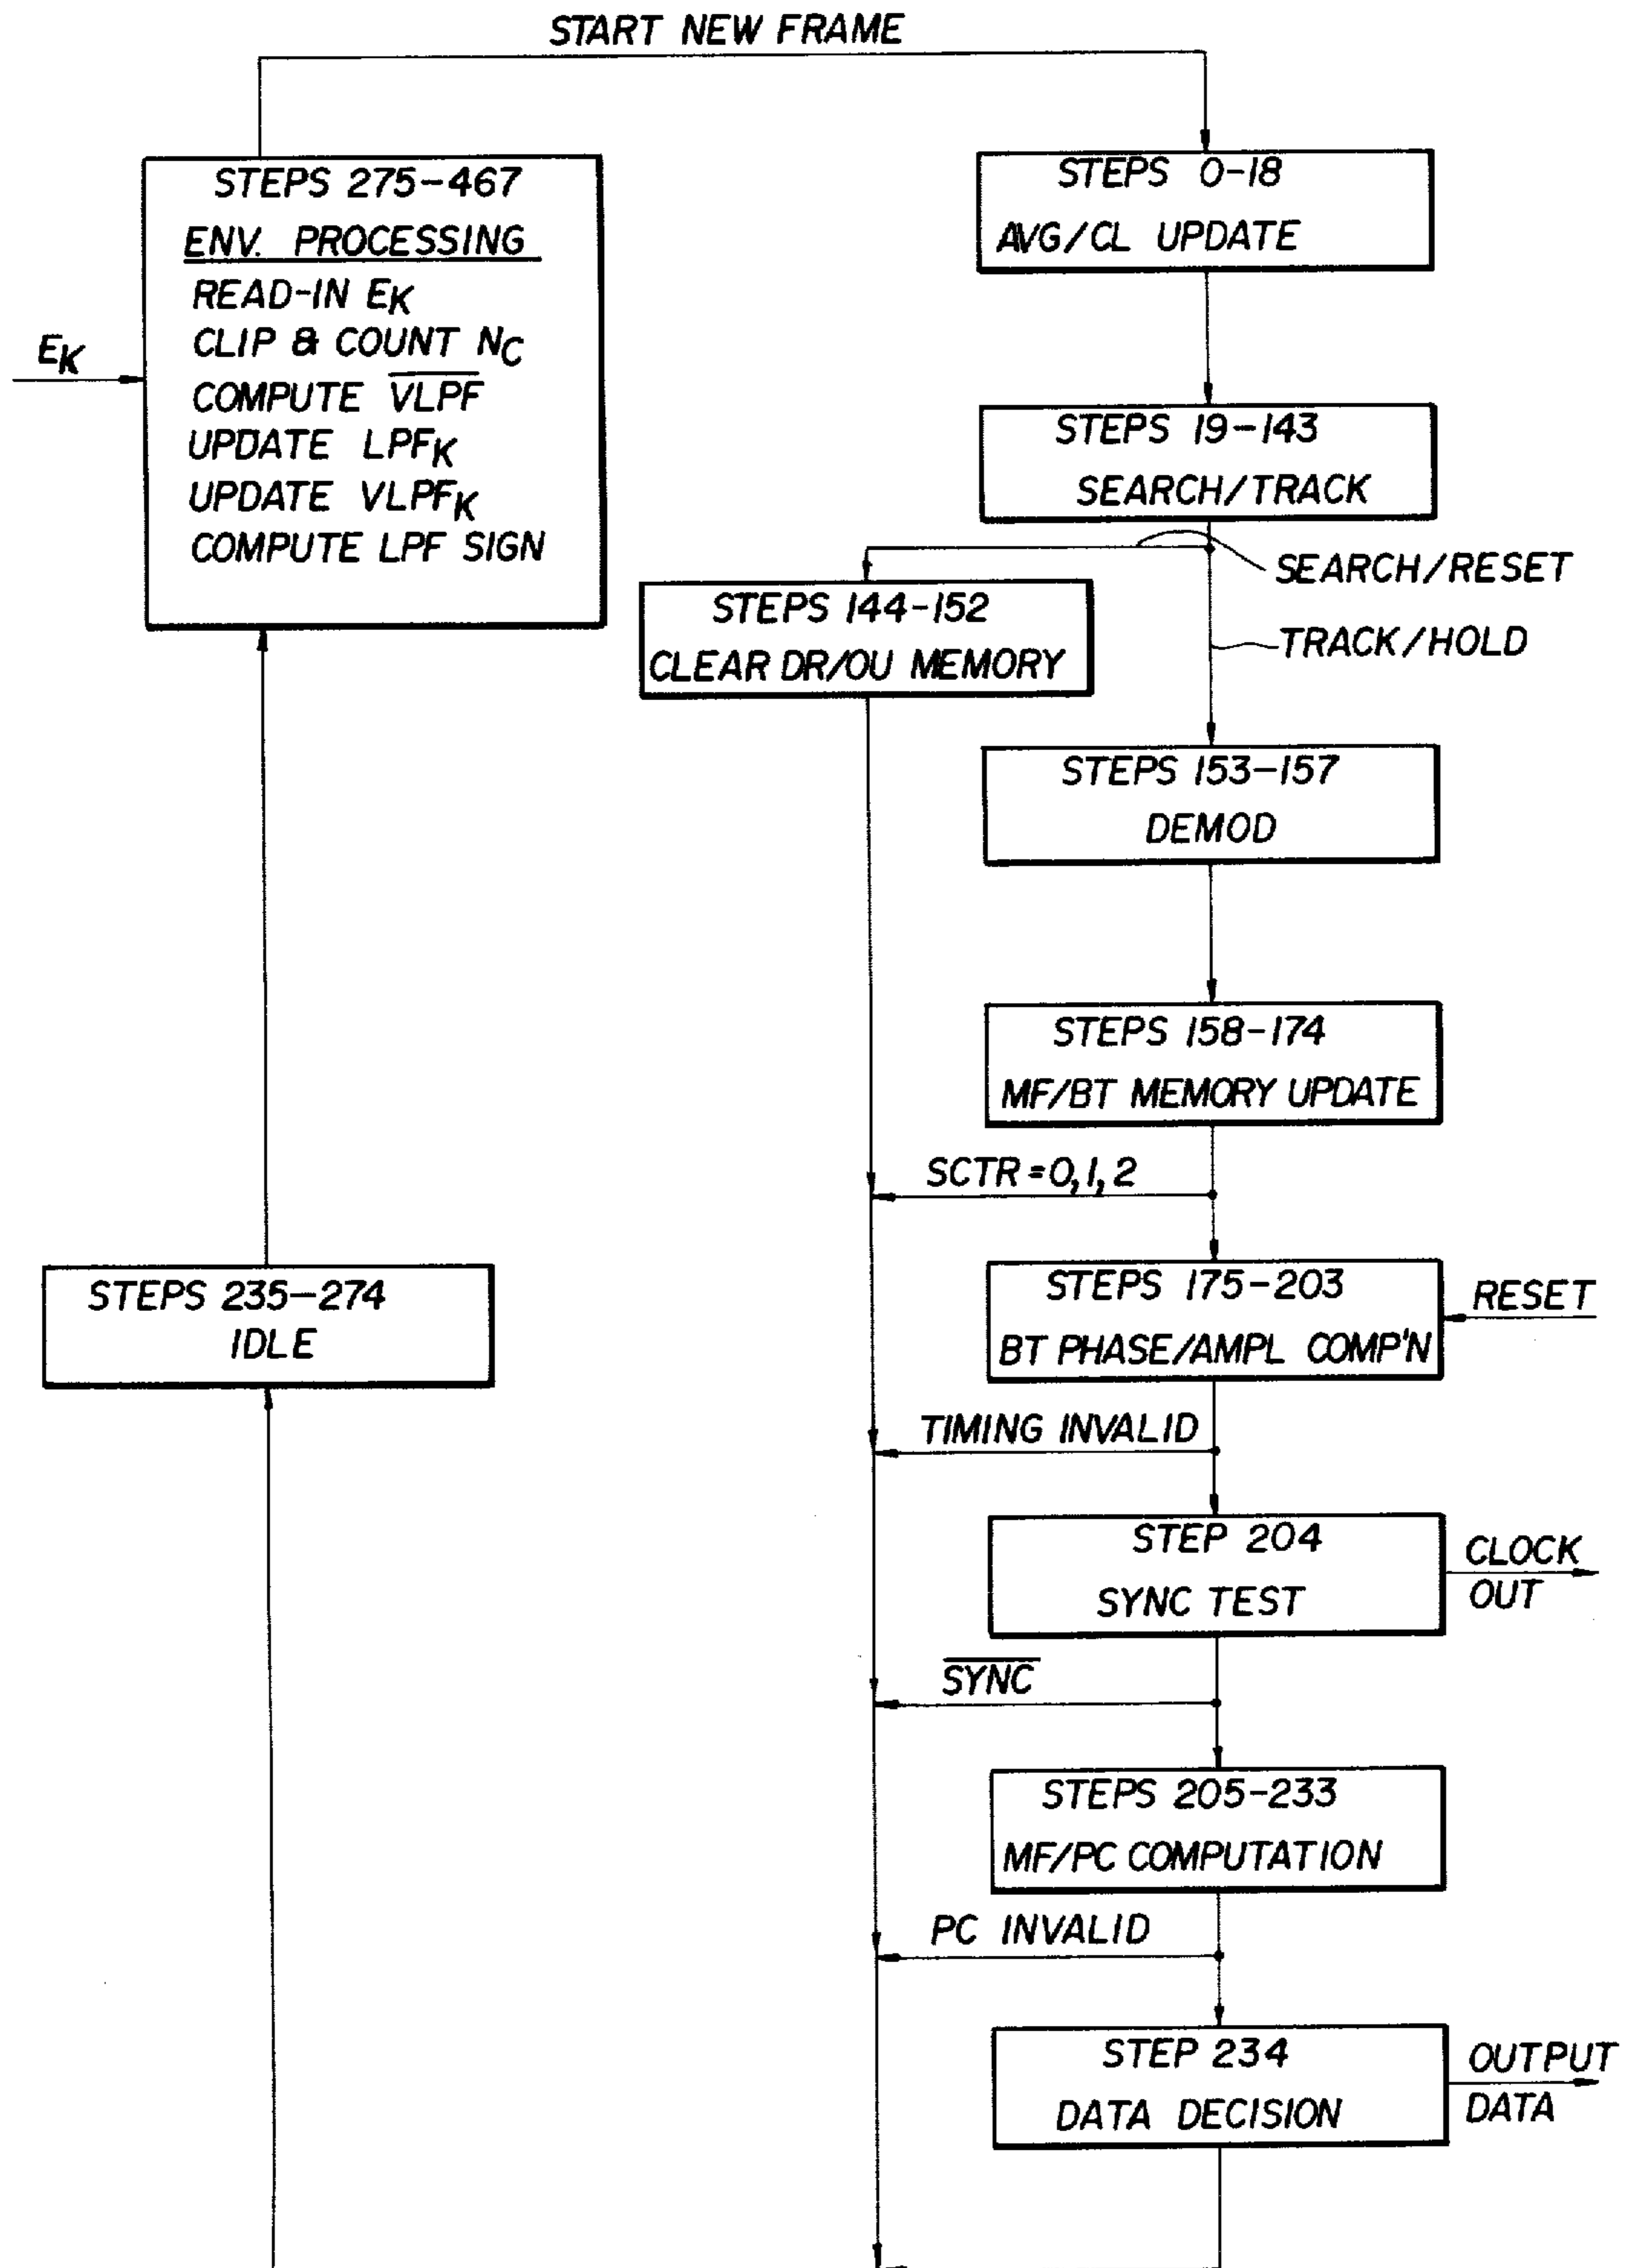 START NEW FRAME
STEPS 275-467
ENV. PROCESSING
READ-IN EK
CLIP & COUNT NC
COMPUTE V̅L̅P̅F̅
UPDATE LPFK
UPDATE VLPFK
COMPUTE LPF SIGN
EK
STEPS 0-18
AVG/CL UPDATE
STEPS 19-143
SEARCH/TRACK
SEARCH/RESET
STEPS 144-152
CLEAR DR/OU MEMORY
TRACK/HOLD
STEPS 153-157
DEMOD
STEPS 158-174
MF/BT MEMORY UPDATE
SCTR=0,1,2
STEPS 175-203
BT PHASE/AMPL COMP'N
RESET
STEPS 235-274
IDLE
TIMING INVALID
STEP 204
SYNC TEST
CLOCK
OUT
S̅Y̅N̅C̅
STEPS 205-233
MF/PC COMPUTATION
PC INVALID
STEP 234
DATA DECISION
OUTPUT
DATA